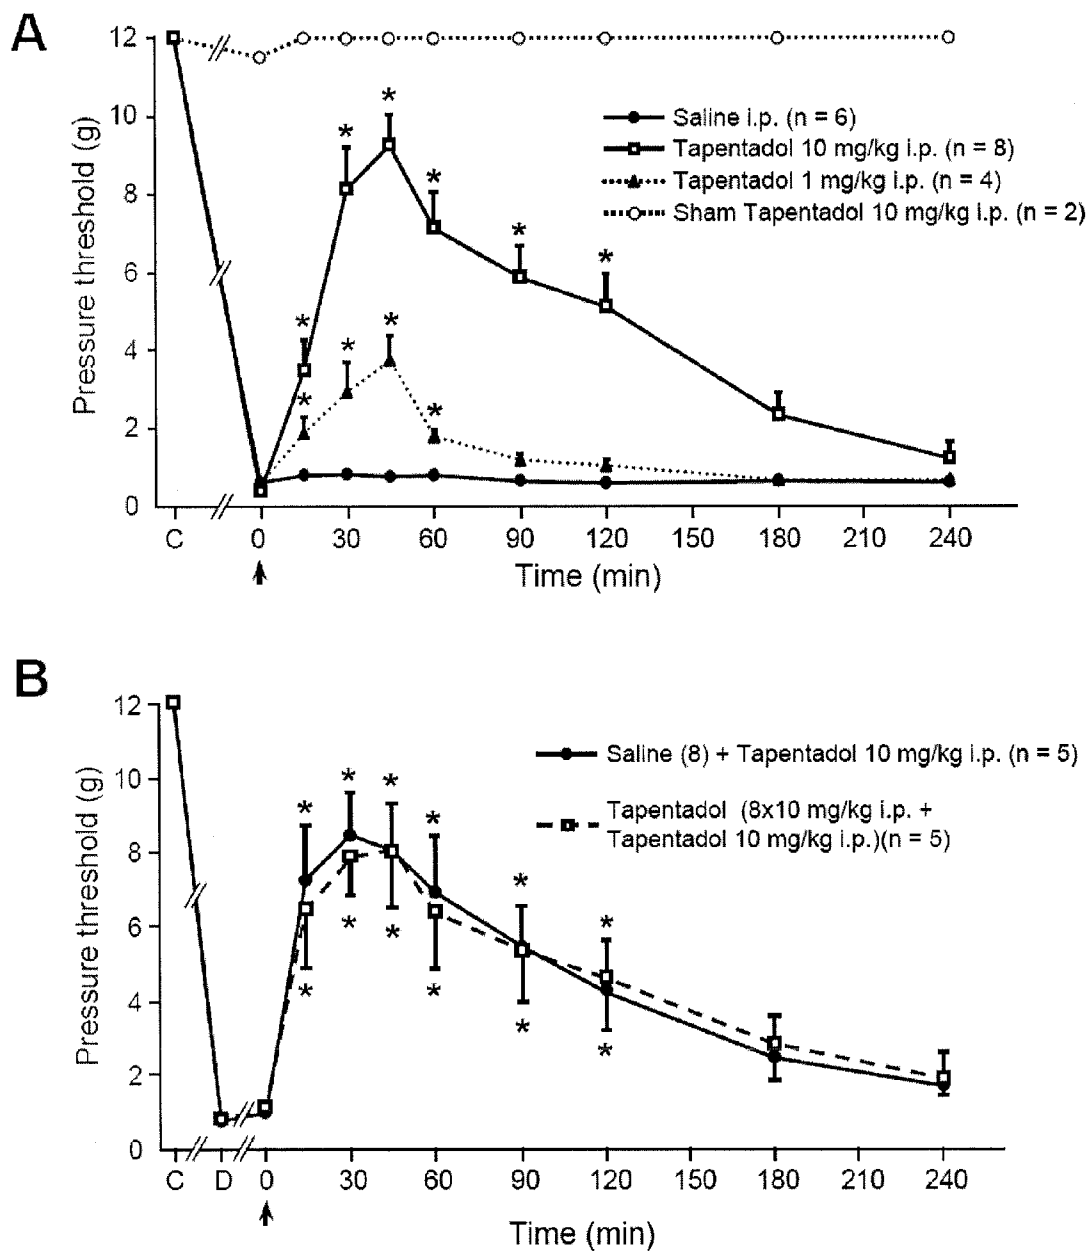 A
Pressure threshold (g)
12
10
8
6
4
2
0
Saline i.p. (n = 6)
Tapentadol 10 mg/kg i.p. (n = 8)
Tapentadol 1 mg/kg i.p. (n = 4)
Sham Tapentadol 10 mg/kg i.p. (n = 2)
* * * * * * *
* * * *
C 0 30 60 90 120 150 180 210 240
Time (min)
B
Pressure threshold (g)
12
10
8
6
4
2
0
Saline (8) + Tapentadol 10 mg/kg i.p. (n = 5)
Tapentadol (8x10 mg/kg i.p. +
Tapentadol 10 mg/kg i.p.)(n = 5)
* * * * * *
* * * * * *
C D 0 30 60 90 120 150 180 210 240
Time (min)